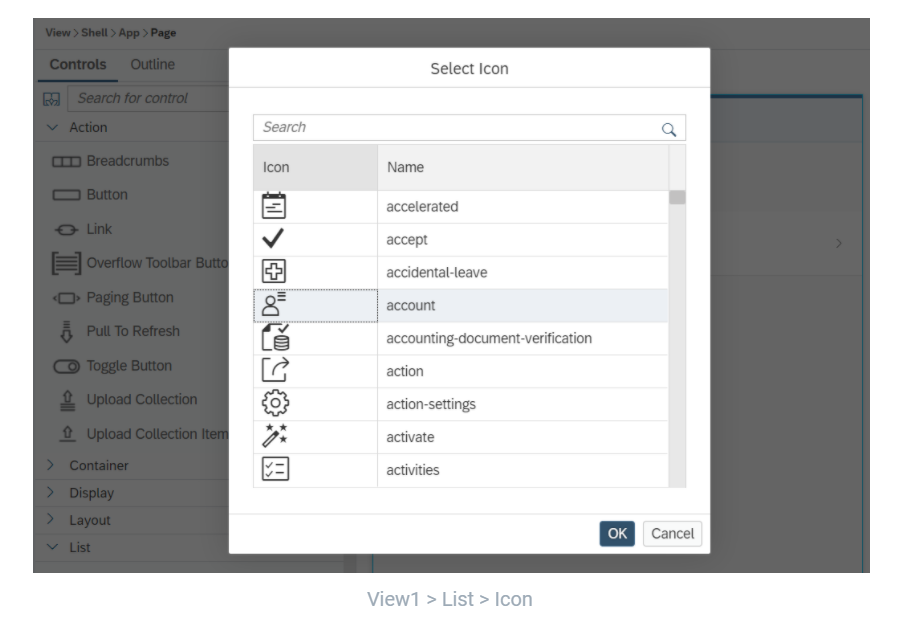 View > Shell > App > Page
Controls Outline
Search for control
Action
Breadcrumbs
Button
Link
Overflow Toolbar Butto
Paging Button
Pull To Refresh
Toggle Button
Upload Collection
Upload Collection Item
Container
Display
Layout
List
Select Icon
Search
Icon Name
accelerated
accept
accidental-leave
account
accounting-document-verification
action
action-settings
activate
activities
OK Cancel
View1 > List > Icon